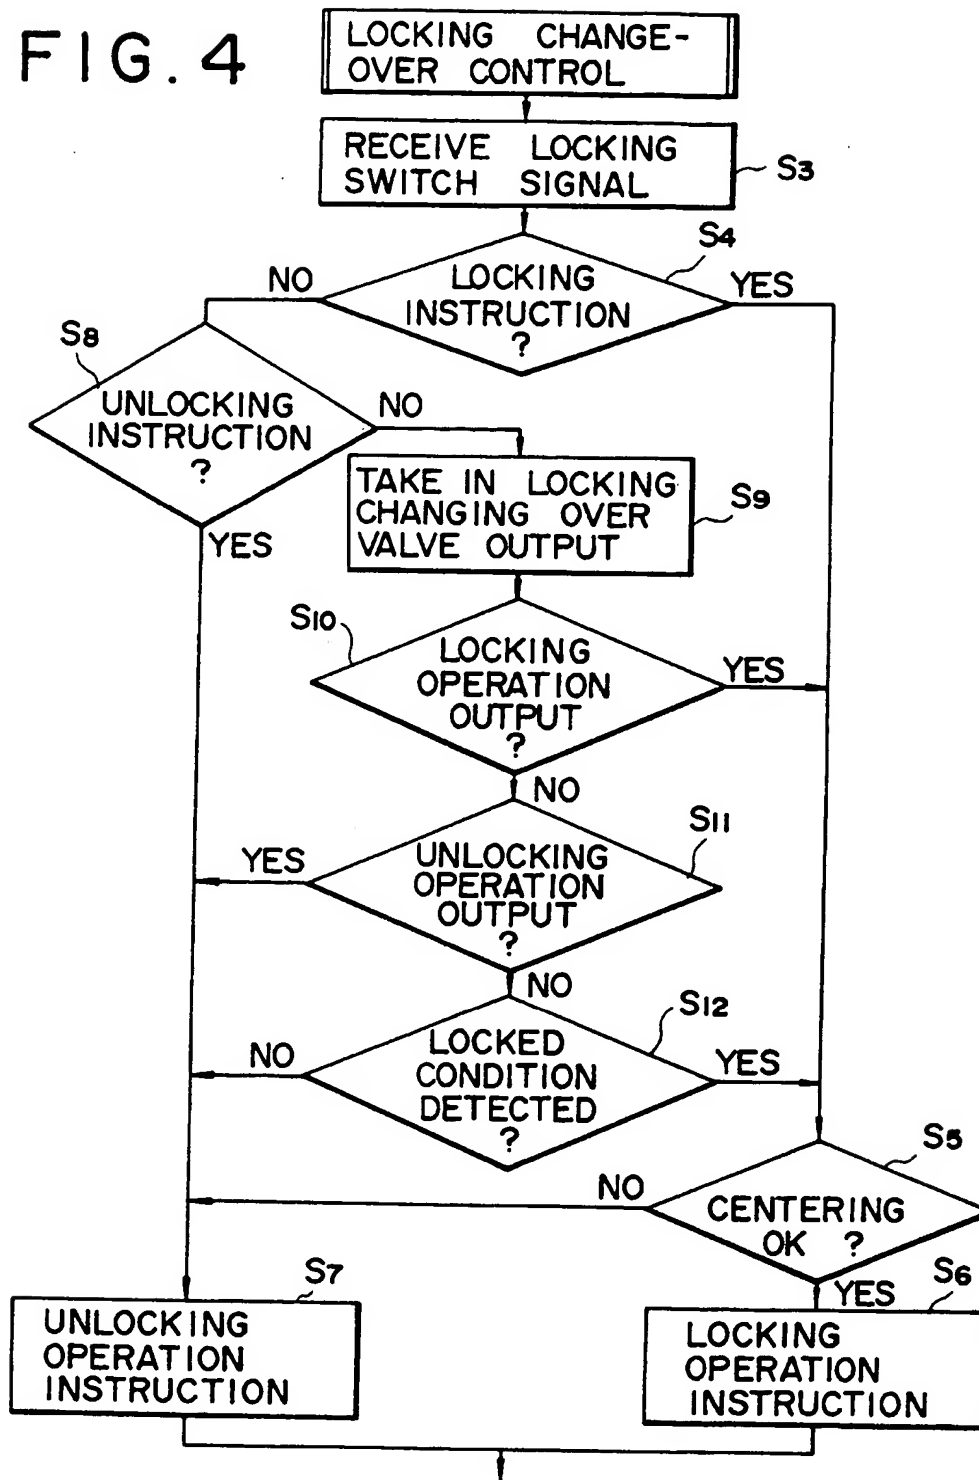 FIG. 4
LOCKING CHANGE-
OVER CONTROL
RECEIVE LOCKING
SWITCH SIGNAL
S3
S4
NO
LOCKING
INSTRUCTION
?
YES
S8
UNLOCKING
INSTRUCTION
?
NO
YES
TAKE IN LOCKING
CHANGING OVER
VALVE OUTPUT
S9
S10
LOCKING
OPERATION
OUTPUT
?
YES
NO
S11
YES
UNLOCKING
OPERATION
OUTPUT
?
NO
S12
NO
LOCKED
CONDITION
DETECTED
?
YES
S5
NO
CENTERING
OK ?
YES
S7
UNLOCKING
OPERATION
INSTRUCTION
S6
LOCKING
OPERATION
INSTRUCTION